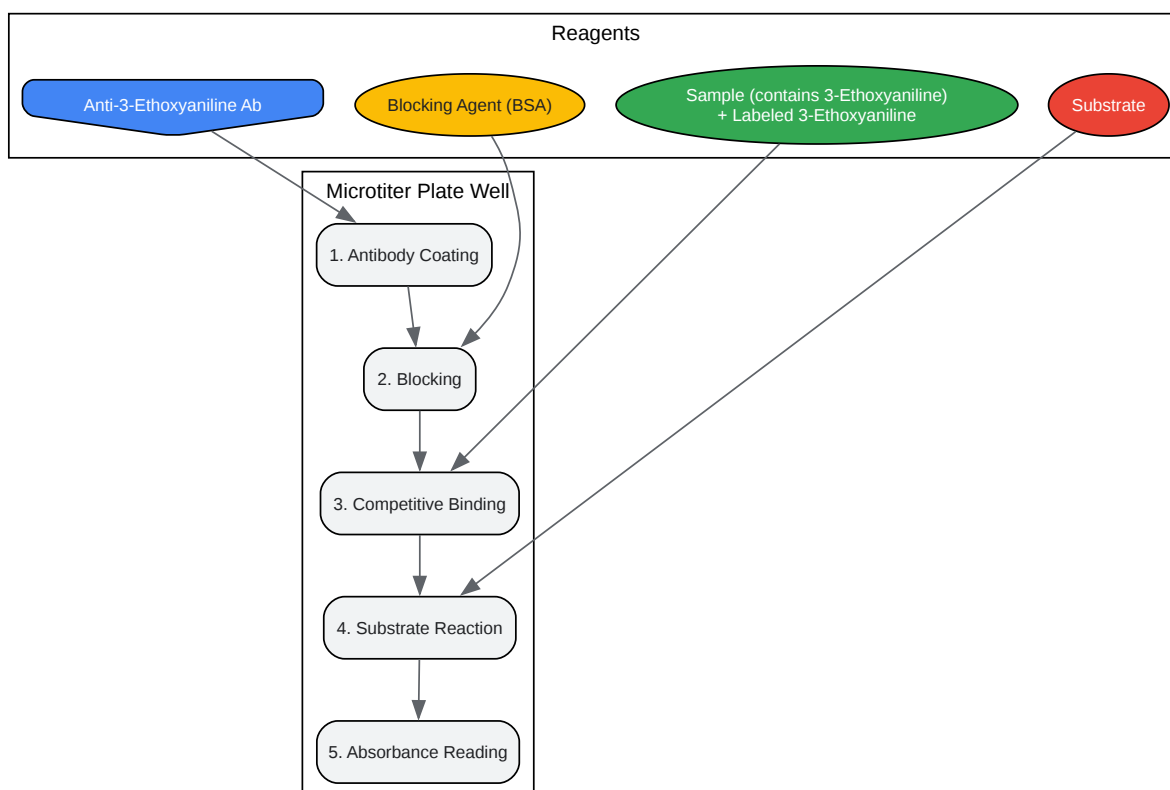 Reagents
Anti-3-Ethoxyaniline Ab
Blocking Agent (BSA)
Sample (contains 3-Ethoxyaniline)
+ Labeled 3-Ethoxyaniline
Substrate
Microtiter Plate Well
1. Antibody Coating
2. Blocking
3. Competitive Binding
4. Substrate Reaction
5. Absorbance Reading